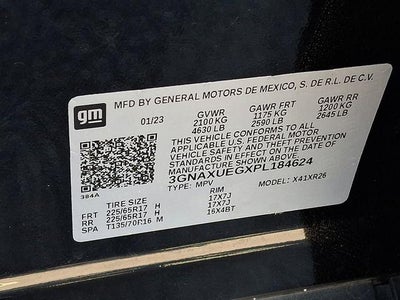 gm
MFD BY GENERAL MOTORS DE MEXICO, S. DE R.L. DE C.V.
01/23 GVWR GAWR FRT GAWR RR
2100 KG 1175 KG 1200 KG
4630 LB 2590 LB 2645 LB
THIS VEHICLE CONFORMS TO ALL
APPLICABLE U.S. FEDERAL MOTOR
VEHICLE SAFETY AND THEFT PREVENTION
STANDARDS IN EFFECT ON THE DATE OF
MANUFACTURE SHOWN ABOVE.
3GNAXUEGXPL184624
TYPE: MPV MODEL: X41XR26
384A
TIRE SIZE RIM
FRT 225/65R17 H 17X7J
RR 225/65R17 H 17X7J
SPA T135/70R16 M 16X4BT